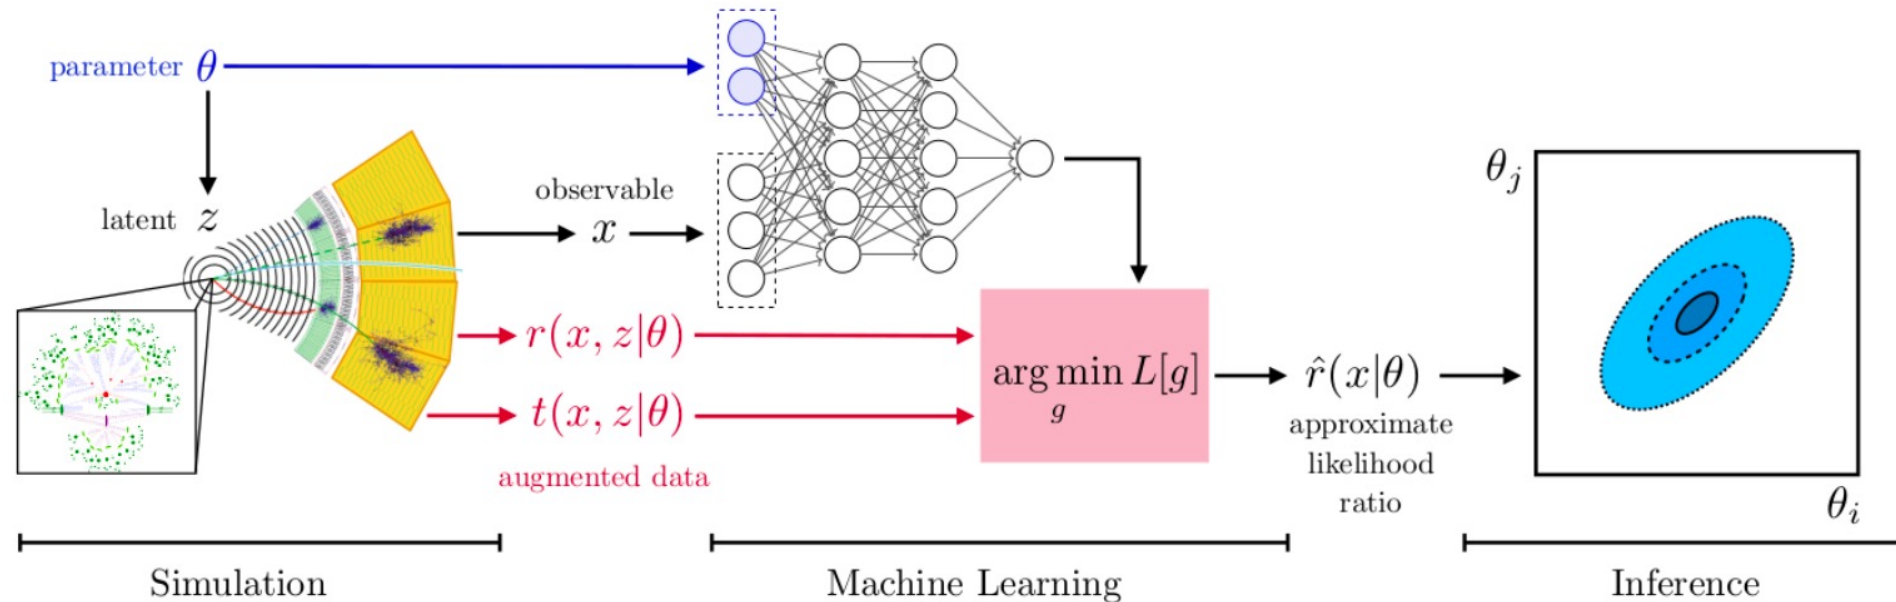 parameter θ
latent z
observable
x
r(x, z|θ)
t(x, z|θ)
augmented data
arg min L[g]
g
r̂(x|θ)
approximate
likelihood
ratio
θⱼ
θᵢ
Simulation
Machine Learning
Inference